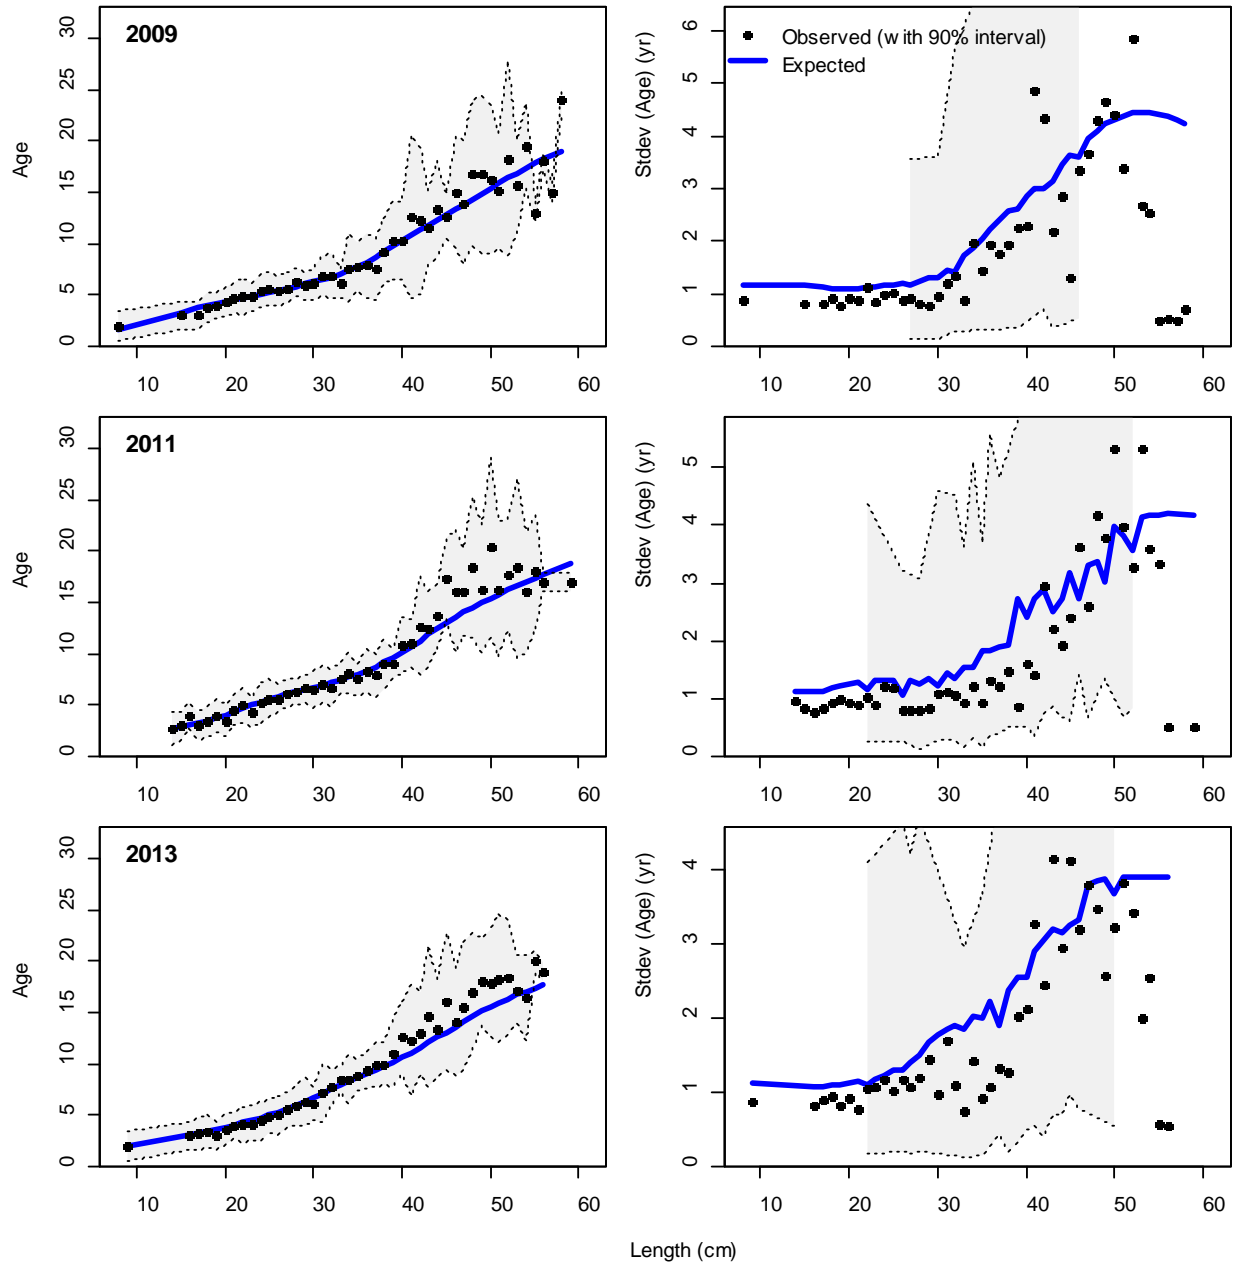 2009
Age
0 5 10 15 20 25 30
10 20 30 40 50 60
Observed (with 90% interval)
Expected
Stdev (Age) (yr)
0 1 2 3 4 5 6
10 20 30 40 50 60
2011
Age
0 5 10 15 20 25 30
10 20 30 40 50 60
Stdev (Age) (yr)
0 1 2 3 4 5
10 20 30 40 50 60
2013
Age
0 5 10 15 20 25 30
10 20 30 40 50 60
Stdev (Age) (yr)
0 1 2 3 4
10 20 30 40 50 60
Length (cm)